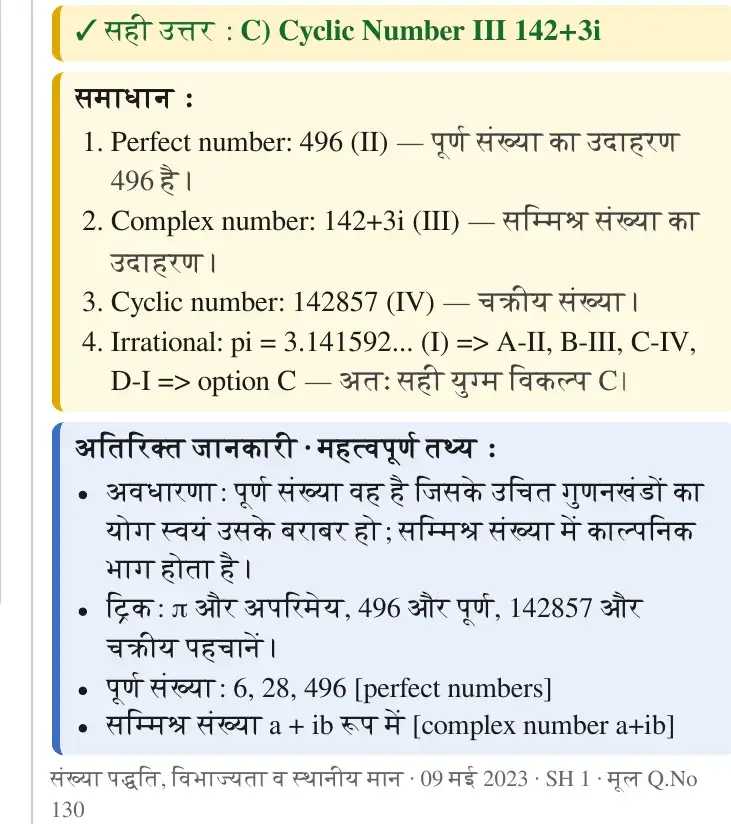 ✓ सही उत्तर : C) Cyclic Number III 142+3i
समाधान :
1. Perfect number: 496 (II) — पूर्ण संख्या का उदाहरण
496 है।
2. Complex number: 142+3i (III) — सम्मिश्र संख्या का
उदाहरण।
3. Cyclic number: 142857 (IV) — चक्रीय संख्या।
4. Irrational: pi = 3.141592... (I) => A-II, B-III, C-IV,
D-I => option C — अतः सही युग्म विकल्प C।
अतिरिक्त जानकारी · महत्वपूर्ण तथ्य :
• अवधारणा : पूर्ण संख्या वह है जिसके उचित गुणनखंडों का
योग स्वयं उसके बराबर हो ; सम्मिश्र संख्या में काल्पनिक
भाग होता है।
• ट्रिक : π और अपरिमेय, 496 और पूर्ण, 142857 और
चक्रीय पहचानें।
• पूर्ण संख्या : 6, 28, 496 [perfect numbers]
• सम्मिश्र संख्या a + ib रूप में [complex number a+ib]
संख्या पद्धति, विभाज्यता व स्थानीय मान · 09 मई 2023 · SH 1 · मूल Q.No
130